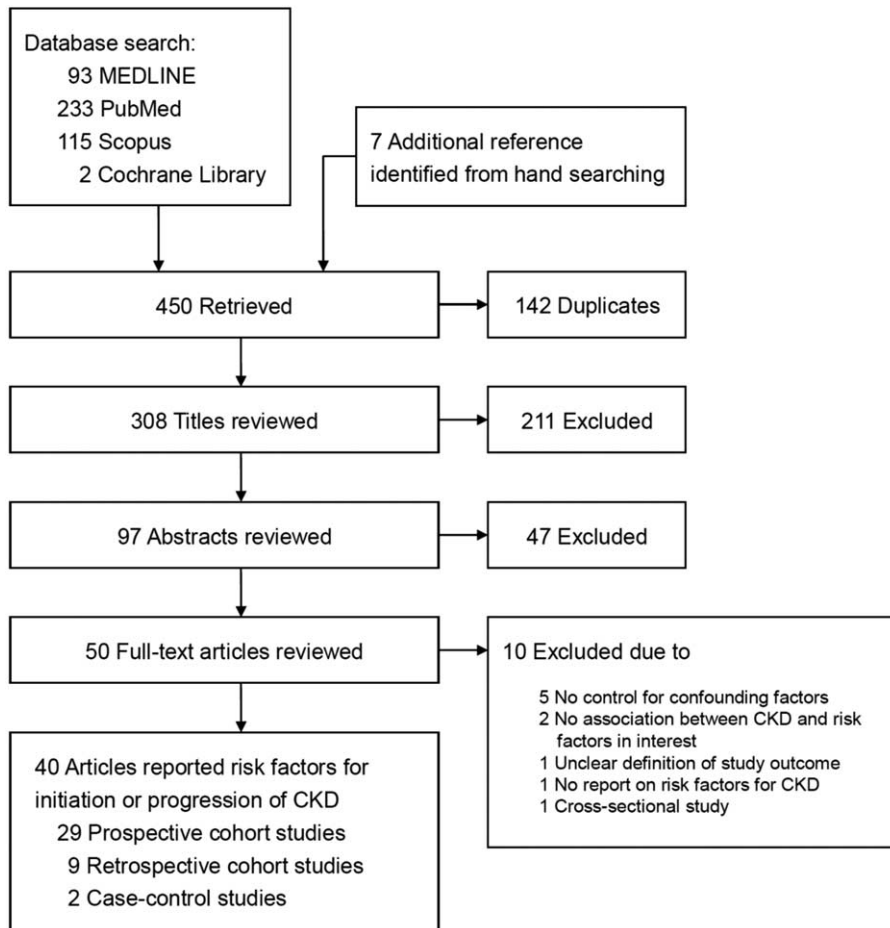 Database search:
93 MEDLINE
233 PubMed
115 Scopus
2 Cochrane Library
7 Additional reference
identified from hand searching
450 Retrieved
142 Duplicates
308 Titles reviewed
211 Excluded
97 Abstracts reviewed
47 Excluded
50 Full-text articles reviewed
10 Excluded due to
5 No control for confounding factors
2 No association between CKD and risk
factors in interest
1 Unclear definition of study outcome
1 No report on risk factors for CKD
1 Cross-sectional study
40 Articles reported risk factors for
initiation or progression of CKD
29 Prospective cohort studies
9 Retrospective cohort studies
2 Case-control studies